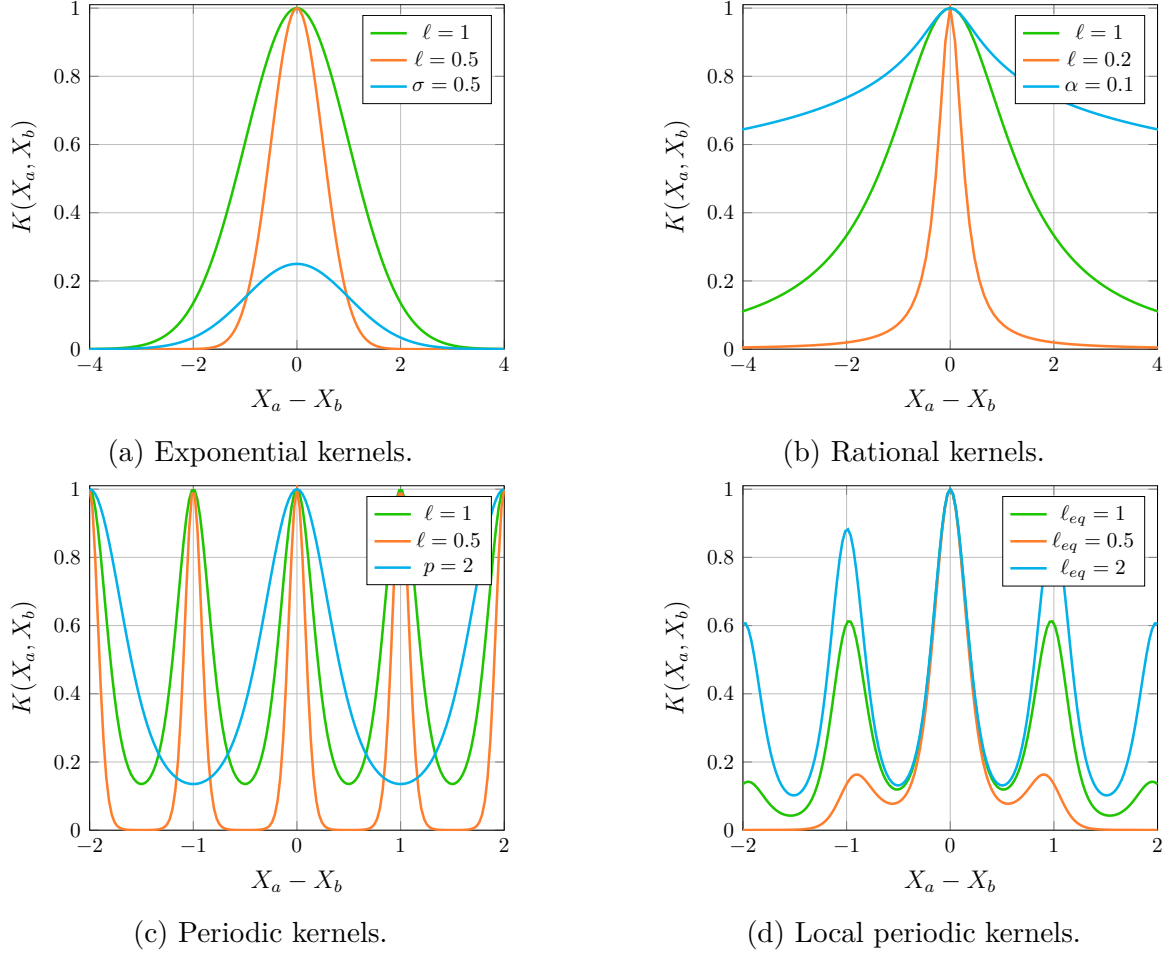 1
0.8
0.6
0.4
0.2
0
−4
−2
0
2
4
K(X_a, X_b)
X_a − X_b
ℓ = 1
ℓ = 0.5
σ = 0.5
(a) Exponential kernels.
1
0.8
0.6
0.4
0.2
0
−4
−2
0
2
4
K(X_a, X_b)
X_a − X_b
ℓ = 1
ℓ = 0.2
α = 0.1
(b) Rational kernels.
1
0.8
0.6
0.4
0.2
0
−2
−1
0
1
2
K(X_a, X_b)
X_a − X_b
ℓ = 1
ℓ = 0.5
p = 2
(c) Periodic kernels.
1
0.8
0.6
0.4
0.2
0
−2
−1
0
1
2
K(X_a, X_b)
X_a − X_b
ℓ_eq = 1
ℓ_eq = 0.5
ℓ_eq = 2
(d) Local periodic kernels.